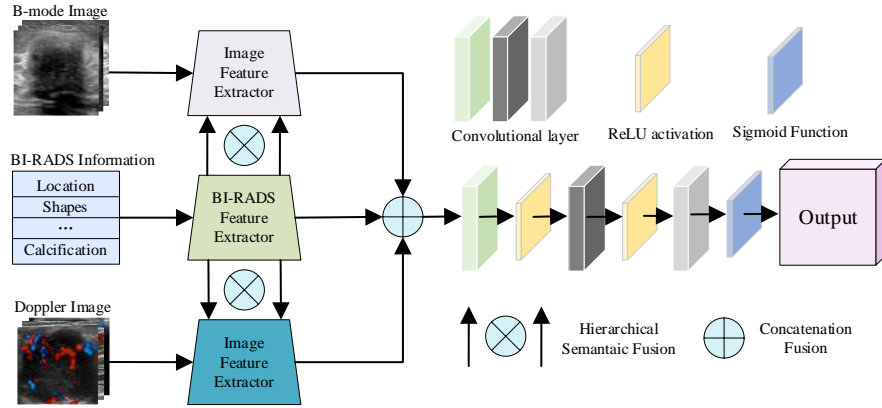 B-mode Image
Image
Feature
Extractor
BI-RADS Information
Location
Shapes
...
Calcification
BI-RADS
Feature
Extractor
Doppler Image
Image
Feature
Extractor
Convolutional layer
ReLU activation
Sigmoid Function
Output
Hierarchical
Semantaic Fusion
Concatenation
Fusion